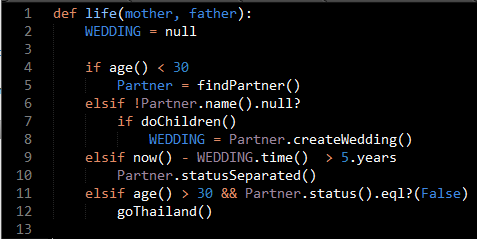 1 def life(mother, father):
2 WEDDING = null
3
4 if age() < 30
5 Partner = findPartner()
6 elsif !Partner.name().null?
7 if doChildren()
8 WEDDING = Partner.createWedding()
9 elsif now() - WEDDING.time() > 5.years
10 Partner.statusSeparated()
11 elsif age() > 30 && Partner.status().eql?(False)
12 goThailand()
13